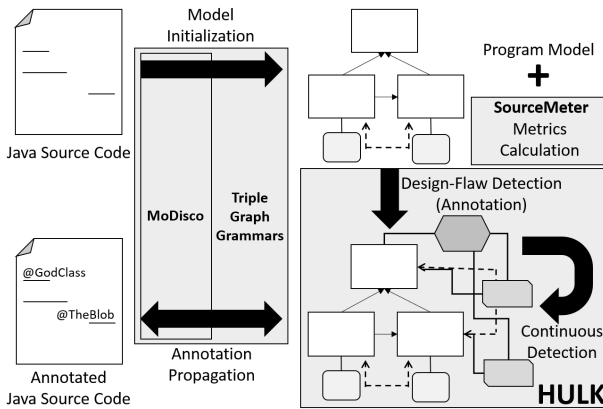 Model
Initialization
Java Source Code
MoDisco
Triple
Graph
Grammars
Program Model
+
SourceMeter
Metrics
Calculation
Design-Flaw Detection
(Annotation)
@GodClass
@TheBlob
Annotated
Java Source Code
Annotation
Propagation
Continuous
Detection
HULK